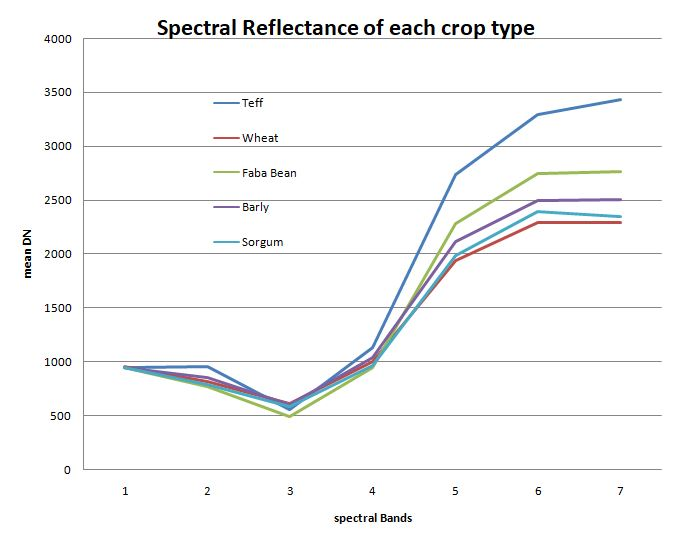 Spectral Reflectance of each crop type
4000
3500
3000
2500
2000
1500
1000
500
0
mean DN
Teff
Wheat
Faba Bean
Barly
Sorgum
1 2 3 4 5 6 7
spectral Bands